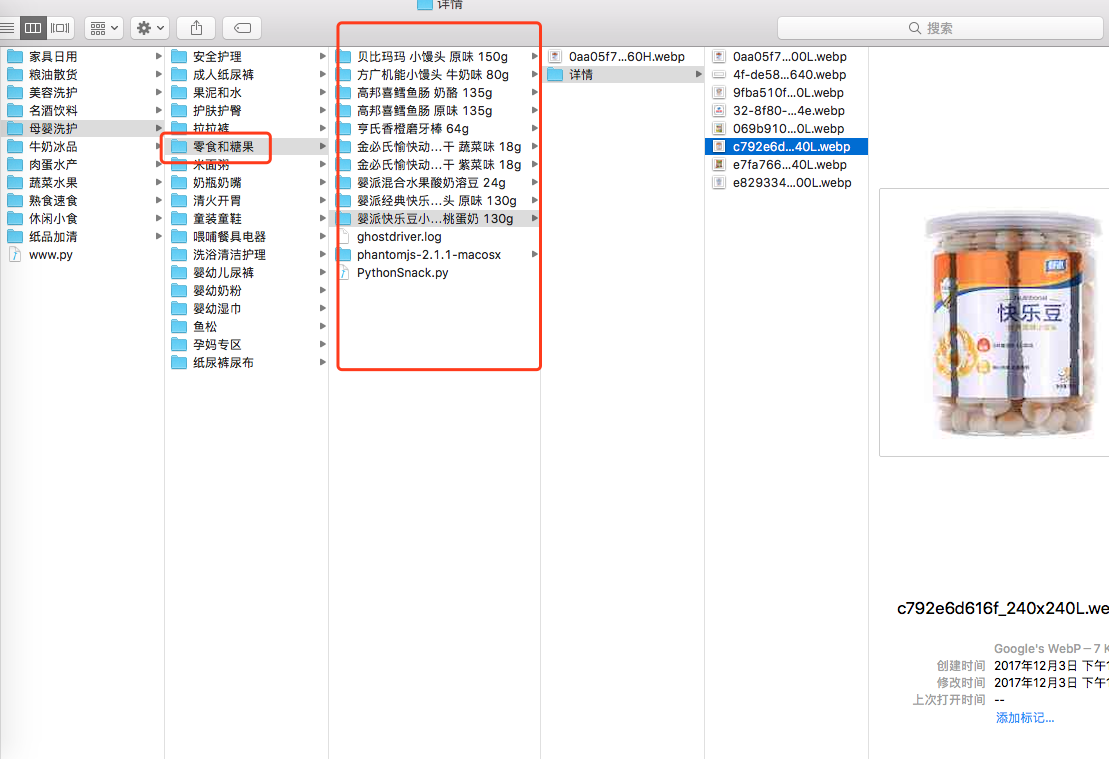 详情
搜索
家具日用
粮油散货
美容洗护
名酒饮料
母婴洗护
牛奶冰品
肉蛋水产
蔬菜水果
熟食速食
休闲小食
纸品加清
www.py
安全护理
成人纸尿裤
果泥和水
护肤护臀
拉拉裤
零食和糖果
米面粥
奶瓶奶嘴
清火开胃
童装童鞋
喂哺餐具电器
洗浴清洁护理
婴幼儿尿裤
婴幼奶粉
婴幼湿巾
鱼松
孕妈专区
纸尿裤尿布
贝比玛玛 小馒头 原味 150g
方广机能小馒头 牛奶味 80g
高邦喜鳕鱼肠 奶酪 135g
高邦喜鳕鱼肠 原味 135g
亨氏香橙磨牙棒 64g
金必氏愉快动...干 蔬菜味 18g
金必氏愉快动...干 紫菜味 18g
婴派混合水果酸奶溶豆 24g
婴派经典快乐...头 原味 130g
婴派快乐豆小...桃蛋奶 130g
ghostdriver.log
phantomjs-2.1.1-macosx
PythonSnack.py
0aa05f7...60H.webp
详情
0aa05f7...00L.webp
4f-de58...640.webp
9fba510f...0L.webp
32-8f80-...4e.webp
069b910...0L.webp
c792e6d...40L.webp
e7fa766...40L.webp
e829334...00L.webp
Nutritional
快乐豆
c792e6d616f_240x240L.we
Google's WebP – 7 K
创建时间 2017年12月3日 下午1
修改时间 2017年12月3日 下午1
上次打开时间 --
添加标记...